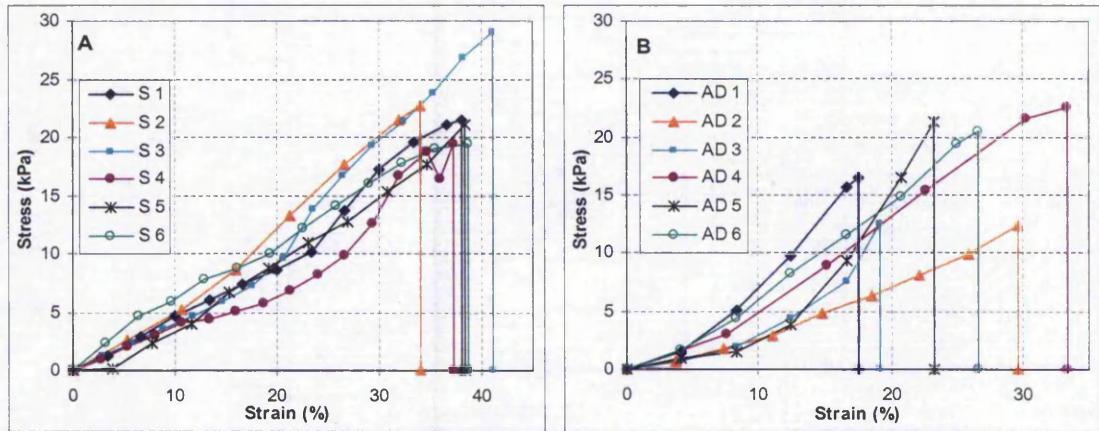 A
Stress (kPa)
30
25
20
15
10
5
0
S 1
S 2
S 3
S 4
S 5
S 6
0 10 20 30 40
Strain (%)
B
Stress (kPa)
30
25
20
15
10
5
0
AD 1
AD 2
AD 3
AD 4
AD 5
AD 6
0 10 20 30
Strain (%)